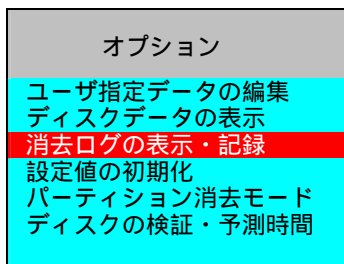 オプション
ユーザ指定データの編集
ディスクデータの表示
消去ログの表示・記録
設定値の初期化
パーティション消去モード
ディスクの検証・予測時間